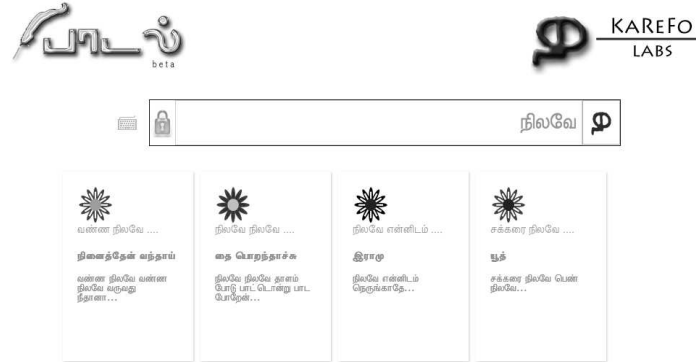 பாடல்
beta
KAREFO
LABS
நிலவே
ழ
வண்ண நிலவே ....
நினைத்தேன் வந்தாய்
வண்ண நிலவே வண்ண
நிலவே வருவது
நீதானா...
நிலவே நிலவே ....
தை பொறந்தாச்சு
நிலவே நிலவே தாளம்
போடு பாட்டொன்று பாட
போறேன்...
நிலவே என்னிடம் ....
இராமு
நிலவே என்னிடம்
நெருங்காதே...
சக்கரை நிலவே ....
யூத்
சக்கரை நிலவே பெண்
நிலவே...